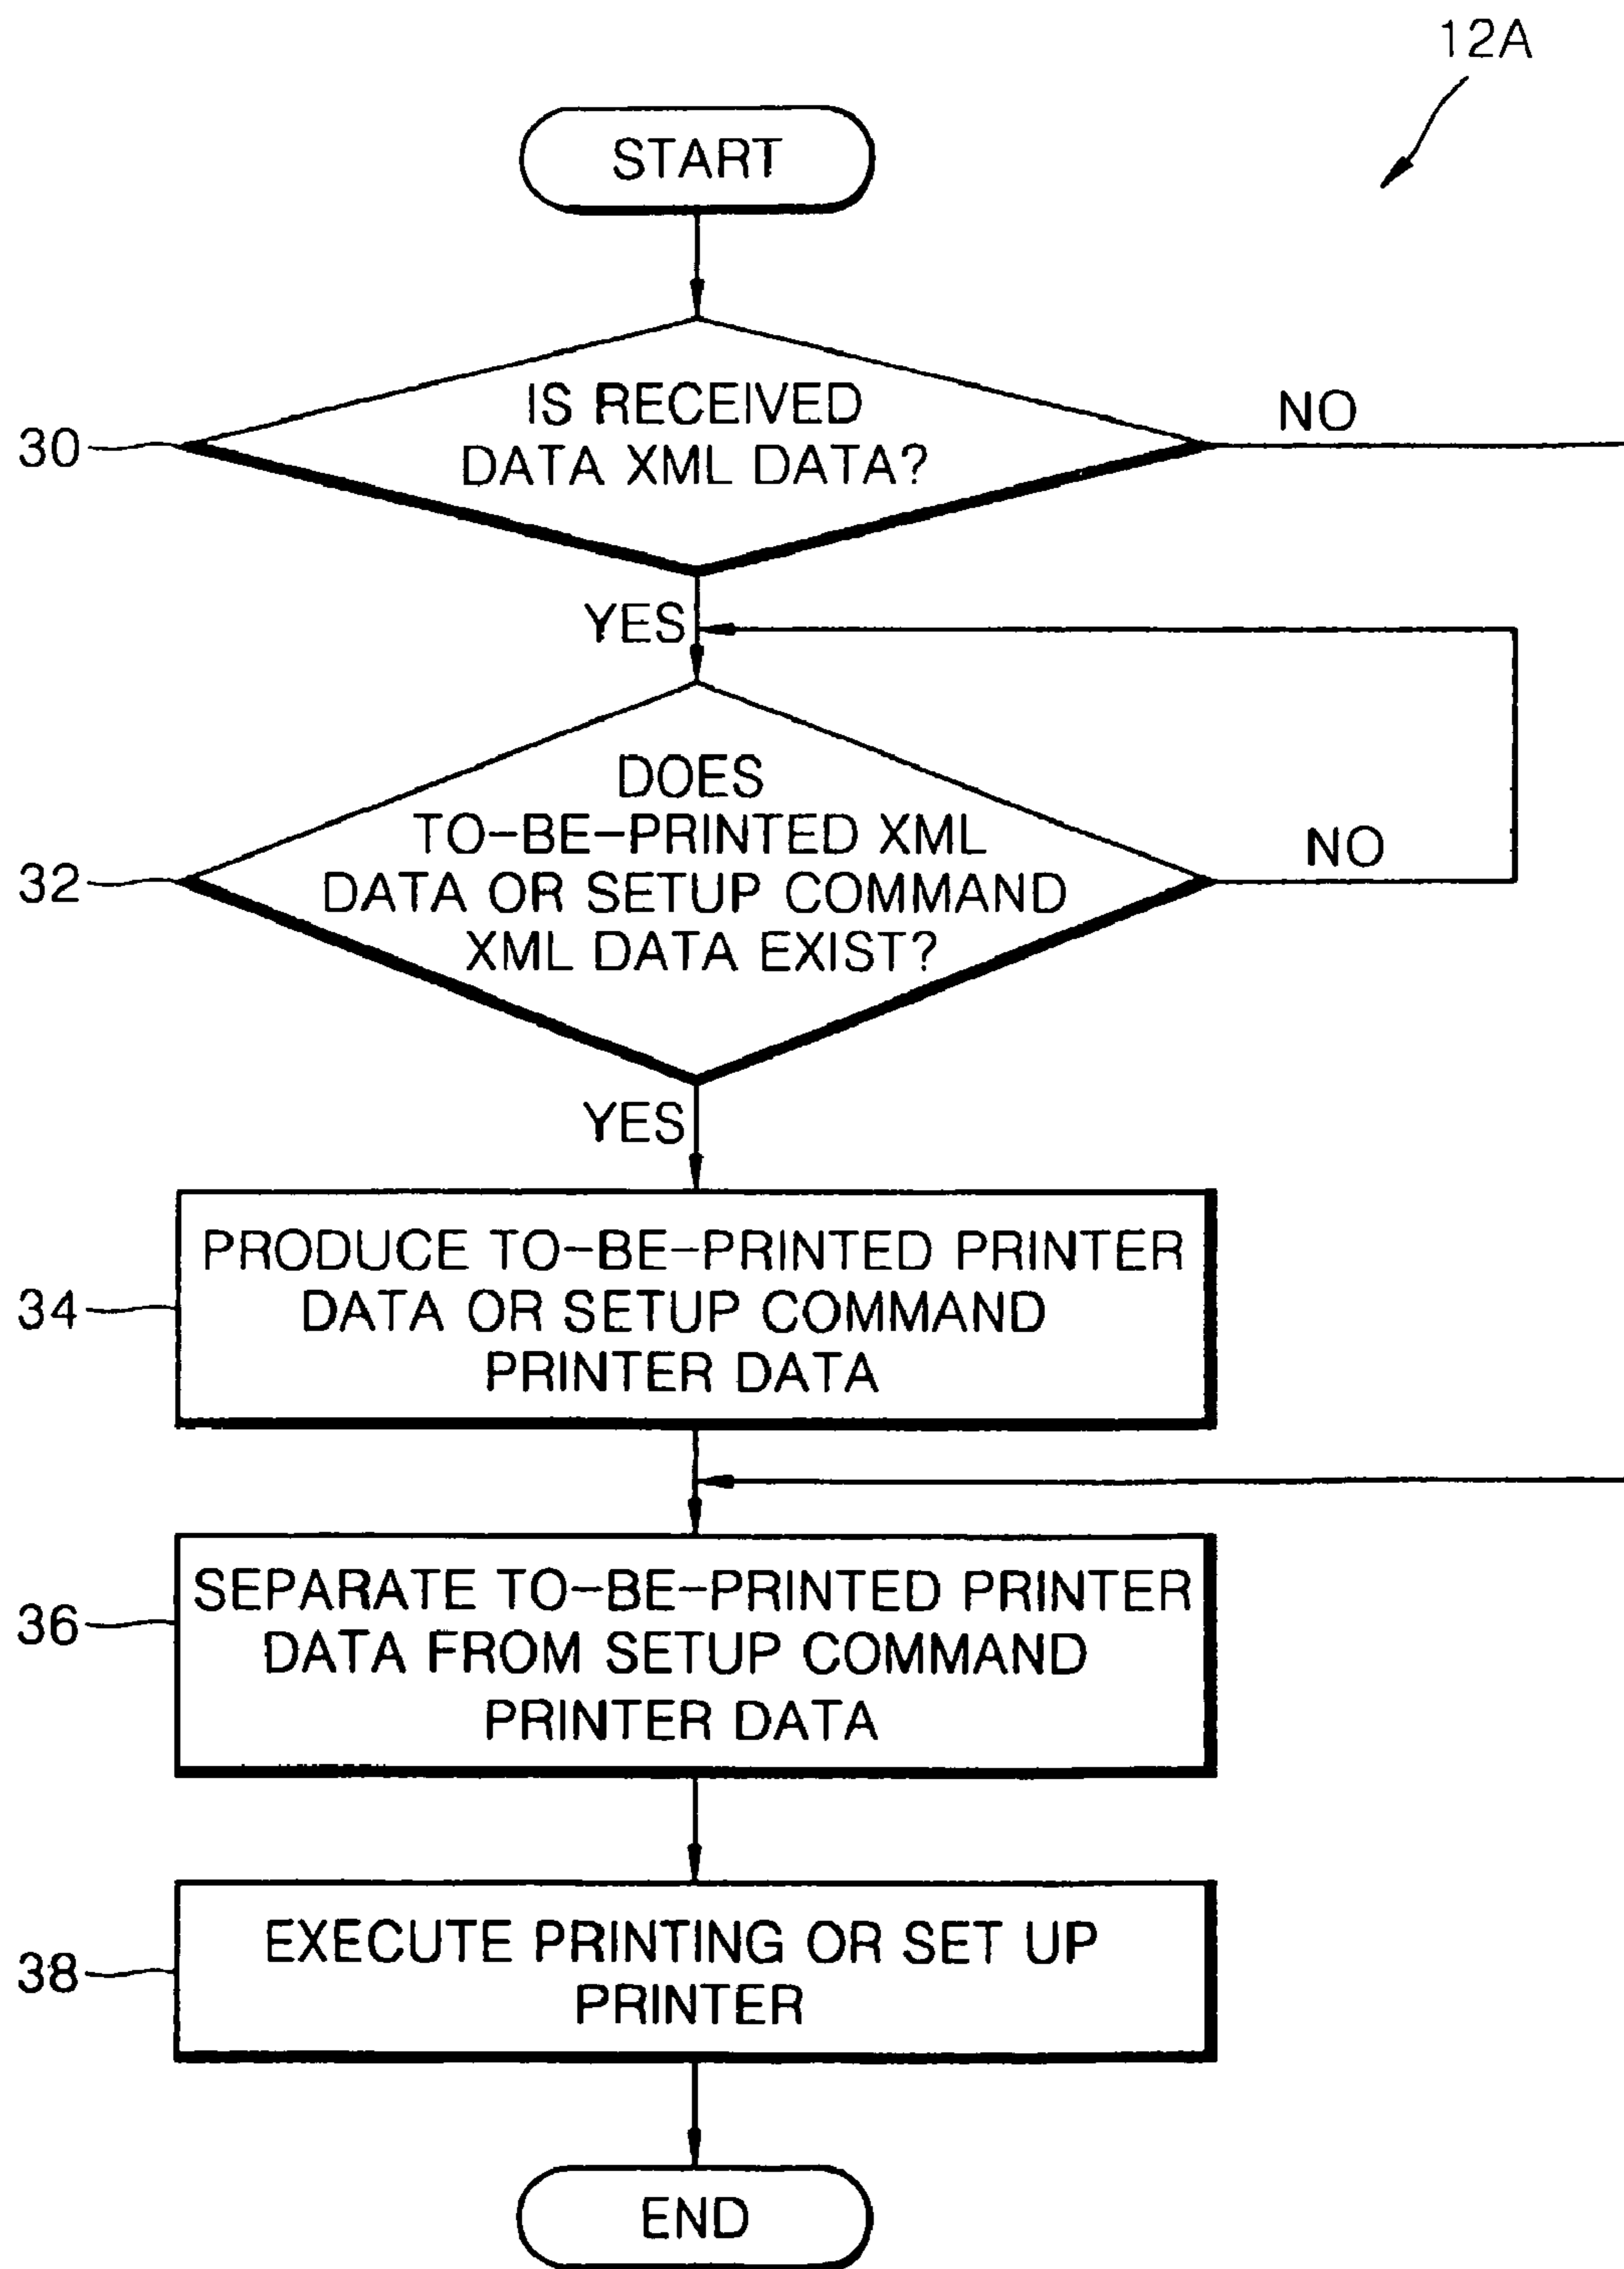 12A
START
IS RECEIVED
DATA XML DATA?
NO
30
YES
DOES
TO-BE-PRINTED XML
DATA OR SETUP COMMAND
XML DATA EXIST?
NO
32
YES
PRODUCE TO-BE-PRINTED PRINTER
DATA OR SETUP COMMAND
PRINTER DATA
34
SEPARATE TO-BE-PRINTED PRINTER
DATA FROM SETUP COMMAND
PRINTER DATA
36
EXECUTE PRINTING OR SET UP
PRINTER
38
END